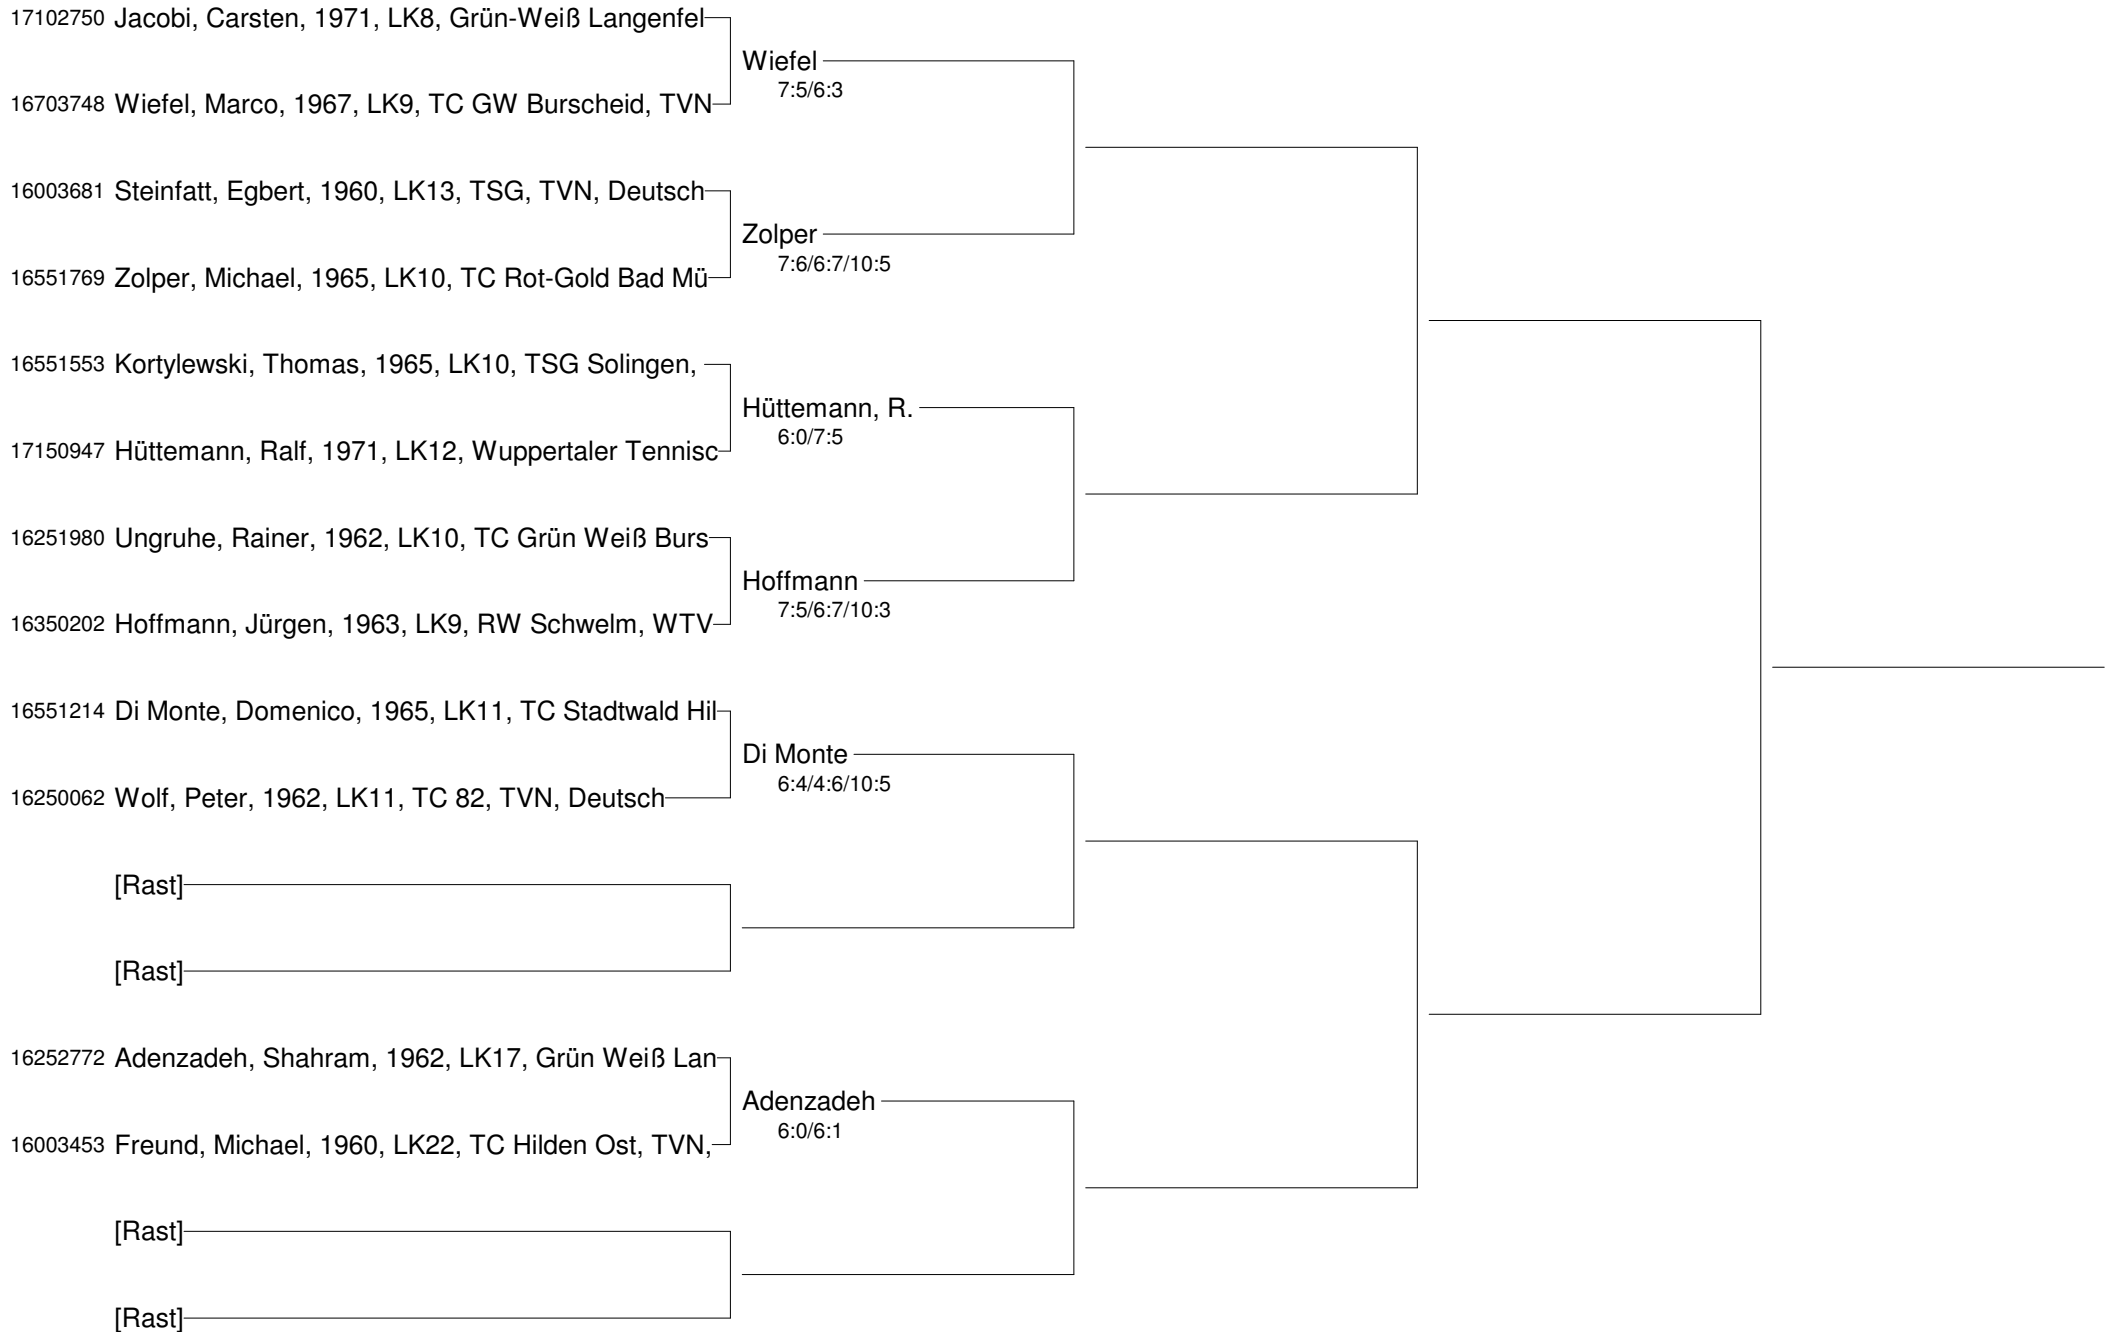 17102750 Jacobi, Carsten, 1971, LK8, Grün-Weiß Langenfel
Wiefel
7:5/6:3
16703748 Wiefel, Marco, 1967, LK9, TC GW Burscheid, TVN
16003681 Steinfatt, Egbert, 1960, LK13, TSG, TVN, Deutsch
Zolper
7:6/6:7/10:5
16551769 Zolper, Michael, 1965, LK10, TC Rot-Gold Bad Mü
16551553 Kortylewski, Thomas, 1965, LK10, TSG Solingen,
Hüttemann, R.
6:0/7:5
17150947 Hüttemann, Ralf, 1971, LK12, Wuppertaler Tennisc
16251980 Ungruhe, Rainer, 1962, LK10, TC Grün Weiß Burs
Hoffmann
7:5/6:7/10:3
16350202 Hoffmann, Jürgen, 1963, LK9, RW Schwelm, WTV
16551214 Di Monte, Domenico, 1965, LK11, TC Stadtwald Hil
Di Monte
6:4/4:6/10:5
16250062 Wolf, Peter, 1962, LK11, TC 82, TVN, Deutsch
[Rast]
[Rast]
16252772 Adenzadeh, Shahram, 1962, LK17, Grün Weiß Lan
Adenzadeh
6:0/6:1
16003453 Freund, Michael, 1960, LK22, TC Hilden Ost, TVN,
[Rast]
[Rast]